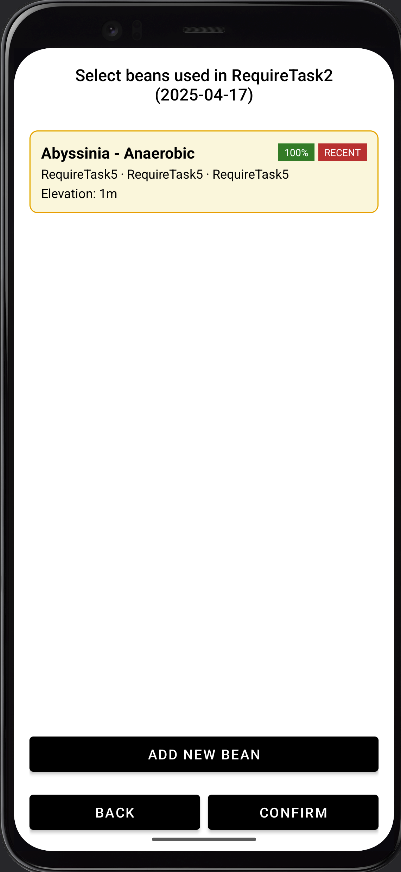 Select beans used in RequireTask2
(2025-04-17)
Abyssinia - Anaerobic
100%
RECENT
RequireTask5 · RequireTask5 · RequireTask5
Elevation: 1m
ADD NEW BEAN
BACK
CONFIRM